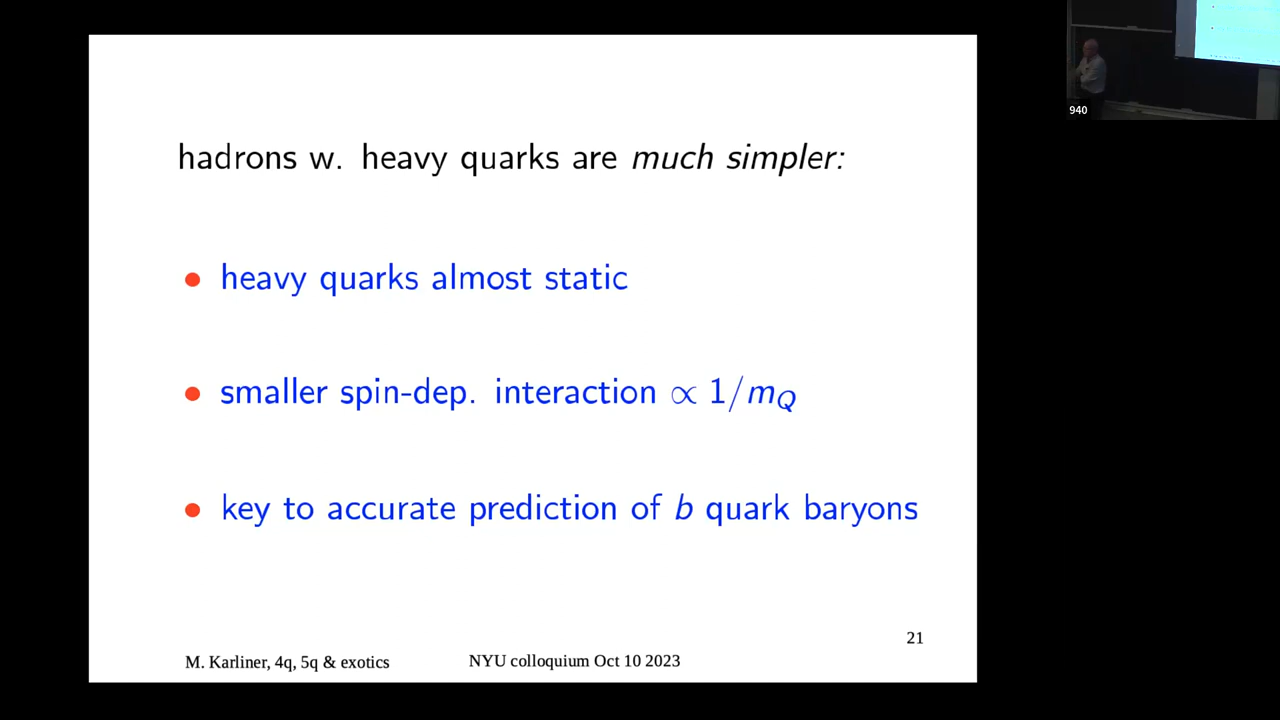 hadrons w. heavy quarks are much simpler:
• heavy quarks almost static
• smaller spin-dep. interaction ∝ 1/m_Q
• key to accurate prediction of b quark baryons
21
M. Karliner, 4q, 5q & exotics NYU colloquium Oct 10 2023
940